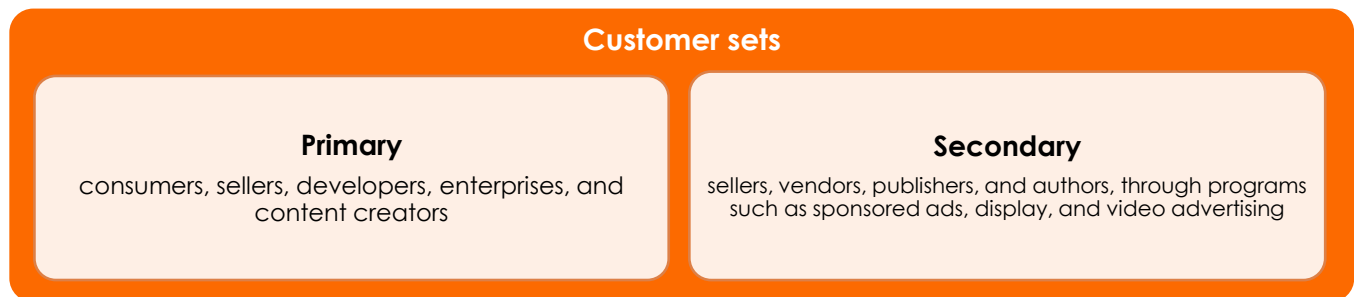 Customer sets
Primary
consumers, sellers, developers, enterprises, and
content creators
Secondary
sellers, vendors, publishers, and authors, through programs
such as sponsored ads, display, and video advertising